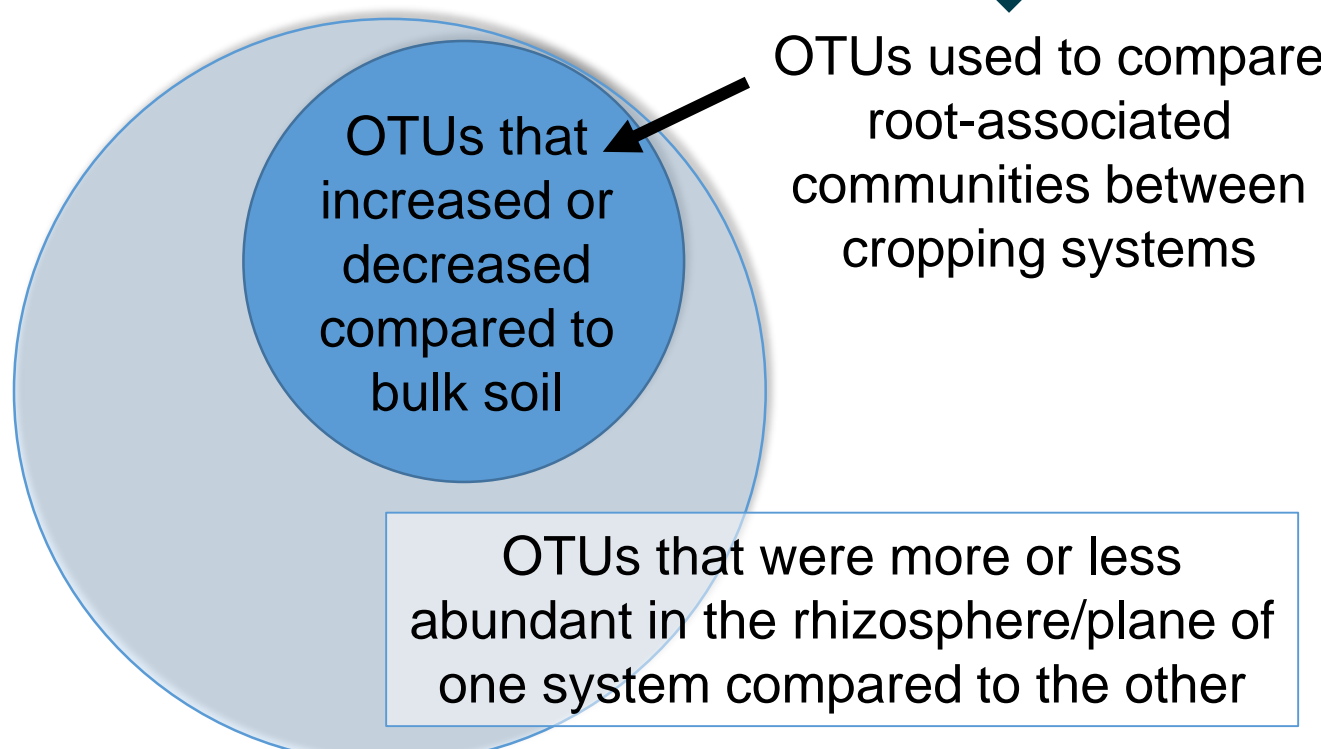 OTUs used to compare
root-associated
communities between
cropping systems
OTUs that
increased or
decreased
compared to
bulk soil
OTUs that were more or less
abundant in the rhizosphere/plane of
one system compared to the other